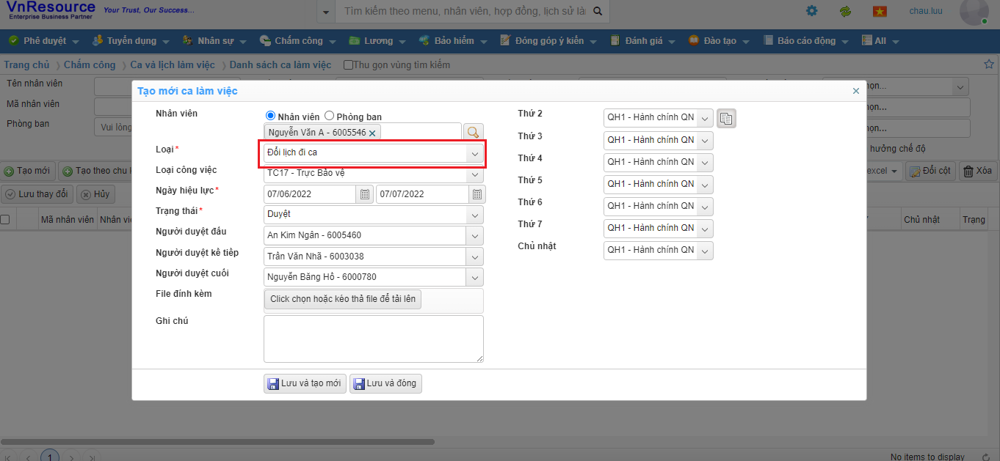 VnResource
Enterprise Business Partner
Your Trust, Our Success...
Tìm kiếm theo menu, nhân viên, hợp đồng, lịch sử
chau.luu
Phê duyệt
Tuyển dụng
Nhân sự
Chấm công
Lương
Bảo hiểm
Đóng góp ý kiến
Đánh giá
Đào tạo
Báo cáo động
All
Trang chủ
Chấm công
Ca và lịch làm việc
Danh sách ca làm việc
Thu gọn vùng tìm kiếm
Tên nhân viên
Mã nhân viên
Phòng ban
Vui lòng
hưởng chế độ
Tạo mới
Tạo theo chu
excel
Đổi cột
Xóa
Lưu thay đổi
Hủy
Mã nhân viên
Nhân
Chủ nhật
Trạng
Tạo mới ca làm việc
×
Nhân viên
Nhân viên
Phòng ban
Nguyễn Văn A - 6005546 ×
Loại*
Đổi lịch đi ca
Loại công việc
TC17 - Trực Bảo vệ
Ngày hiệu lực*
07/06/2022
07/07/2022
Trạng thái*
Duyệt
Người duyệt đầu
An Kim Ngân - 6005460
Người duyệt kế tiếp
Trần Văn Nhã - 6003038
Người duyệt cuối
Nguyễn Băng Hồ - 6000780
File đính kèm
Click chọn hoặc kéo thả file để tải lên
Ghi chú
Thứ 2
QH1 - Hành chính QN
Thứ 3
QH1 - Hành chính QN
Thứ 4
QH1 - Hành chính QN
Thứ 5
QH1 - Hành chính QN
Thứ 6
QH1 - Hành chính QN
Thứ 7
QH1 - Hành chính QN
Chủ nhật
QH1 - Hành chính QN
Lưu và tạo mới
Lưu và đóng
1
No items to display